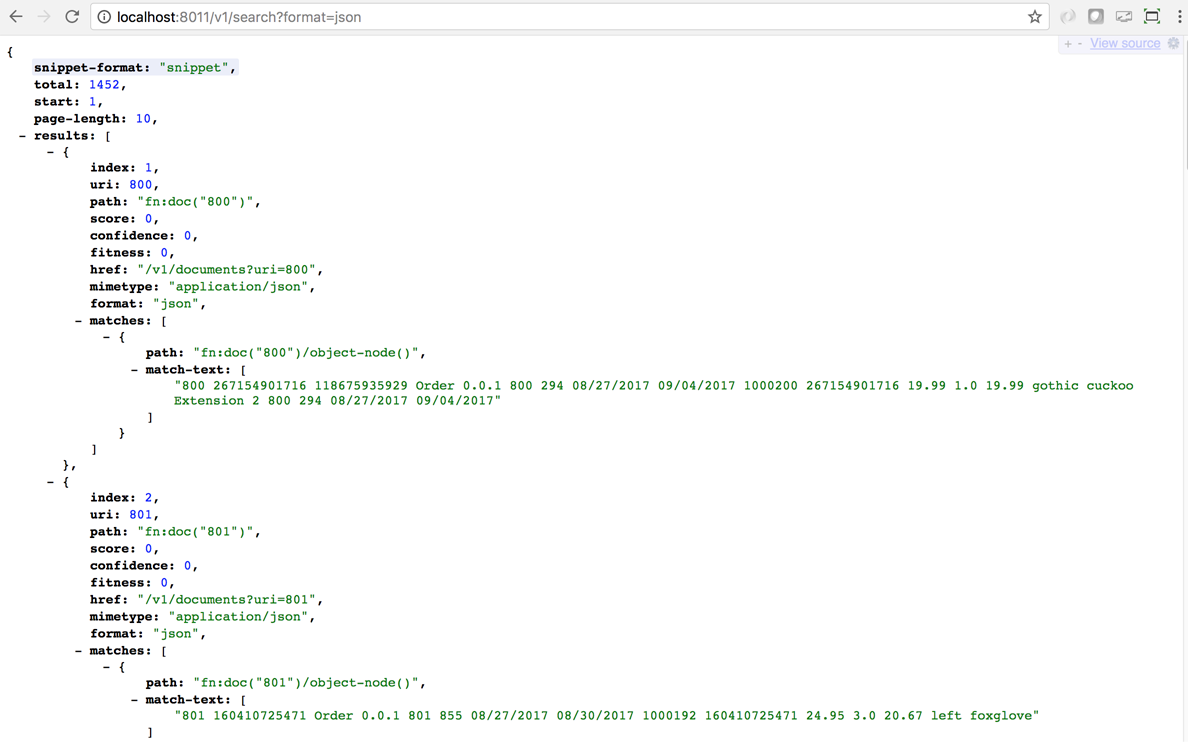 localhost:8011/v1/search?format=json
+ - View source
{
snippet-format: "snippet",
total: 1452,
start: 1,
page-length: 10,
- results: [
- {
index: 1,
uri: 800,
path: "fn:doc("800")",
score: 0,
confidence: 0,
fitness: 0,
href: "/v1/documents?uri=800",
mimetype: "application/json",
format: "json",
- matches: [
- {
path: "fn:doc("800")/object-node()",
- match-text: [
"800 267154901716 118675935929 Order 0.0.1 800 294 08/27/2017 09/04/2017 1000200 267154901716 19.99 1.0 19.99 gothic cuckoo
Extension 2 800 294 08/27/2017 09/04/2017"
]
}
]
},
- {
index: 2,
uri: 801,
path: "fn:doc("801")",
score: 0,
confidence: 0,
fitness: 0,
href: "/v1/documents?uri=801",
mimetype: "application/json",
format: "json",
- matches: [
- {
path: "fn:doc("801")/object-node()",
- match-text: [
"801 160410725471 Order 0.0.1 801 855 08/27/2017 08/30/2017 1000192 160410725471 24.95 3.0 20.67 left foxglove"
]